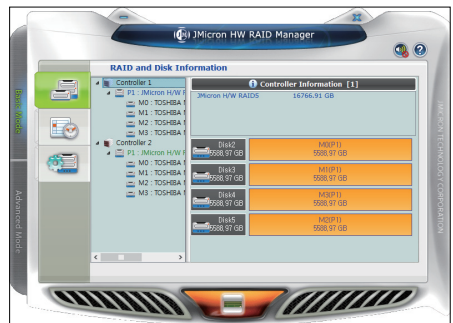 JMicron HW RAID Manager
RAID and Disk Information
Basic Mode
Advanced Mode
Controller 1
P1 : JMicron H/W R
M0 : TOSHIBA
M1 : TOSHIBA
M2 : TOSHIBA
M3 : TOSHIBA
Controller 2
P1 : JMicron H/W R
M0 : TOSHIBA
M1 : TOSHIBA
M2 : TOSHIBA
M3 : TOSHIBA
Controller Information [1]
JMicron H/W RAID5 16766.91 GB
Disk2 M0(P1)
5588.97 GB 5588.97 GB
Disk3 M1(P1)
5588.97 GB 5588.97 GB
Disk4 M3(P1)
5588.97 GB 5588.97 GB
Disk5 M2(P1)
5588.97 GB 5588.97 GB
JMICRON TECHNOLOGY CORPORATION